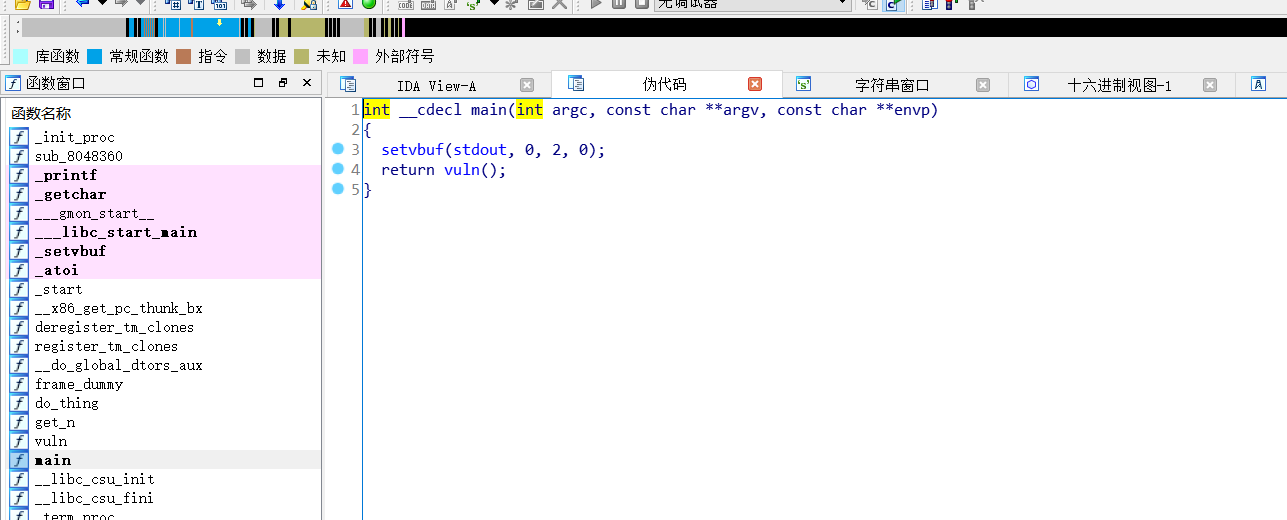 无调试器
库函数 常规函数 指令 数据 未知 外部符号
函数窗口
IDA View-A 伪代码 字符串窗口 十六进制视图-1
函数名称
_init_proc
sub_8048360
_printf
_getchar
___gmon_start__
___libc_start_main
_setvbuf
_atoi
_start
__x86_get_pc_thunk_bx
deregister_tm_clones
register_tm_clones
__do_global_dtors_aux
frame_dummy
do_thing
get_n
vuln
main
__libc_csu_init
__libc_csu_fini
_term_proc
1 int __cdecl main(int argc, const char **argv, const char **envp)
2 {
3 setvbuf(stdout, 0, 2, 0);
4 return vuln();
5 }